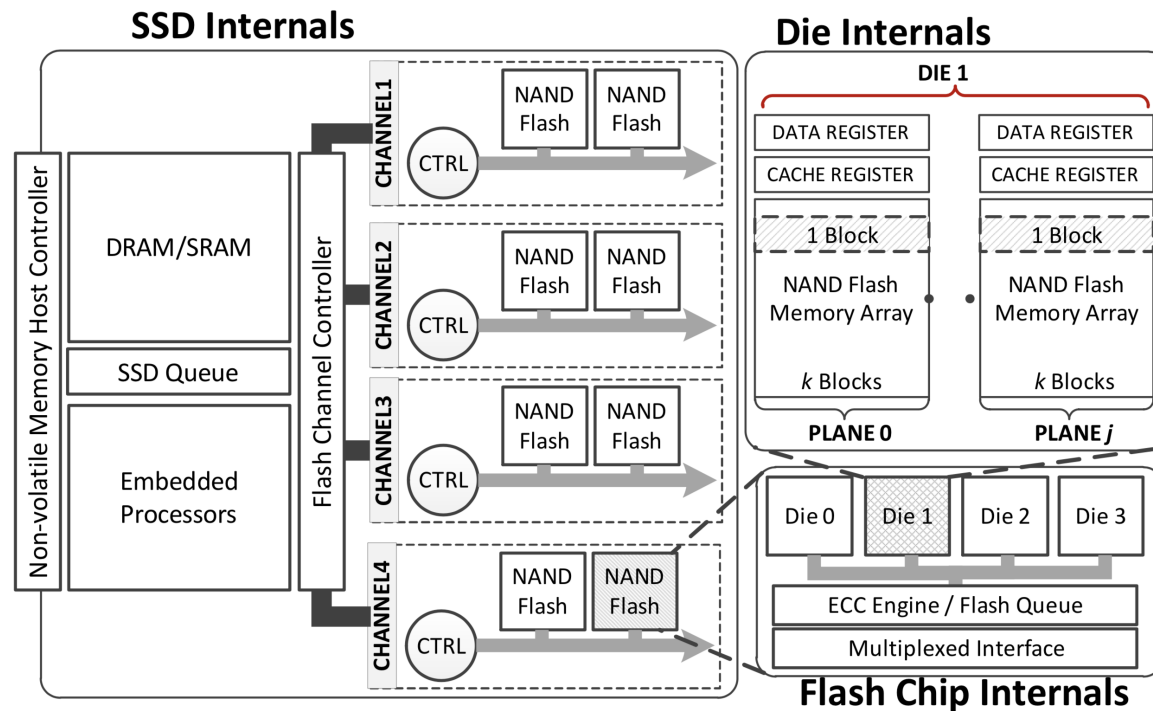 SSD Internals
Non-volatile Memory Host Controller
DRAM/SRAM
SSD Queue
Embedded
Processors
Flash Channel Controller
CHANNEL1
CTRL
NAND
Flash
NAND
Flash
CHANNEL2
CTRL
NAND
Flash
NAND
Flash
CHANNEL3
CTRL
NAND
Flash
NAND
Flash
CHANNEL4
CTRL
NAND
Flash
NAND
Flash
Die Internals
DIE 1
DATA REGISTER
CACHE REGISTER
1 Block
NAND Flash
Memory Array
k Blocks
PLANE 0
DATA REGISTER
CACHE REGISTER
1 Block
NAND Flash
Memory Array
k Blocks
PLANE j
Die 0
Die 1
Die 2
Die 3
ECC Engine / Flash Queue
Multiplexed Interface
Flash Chip Internals